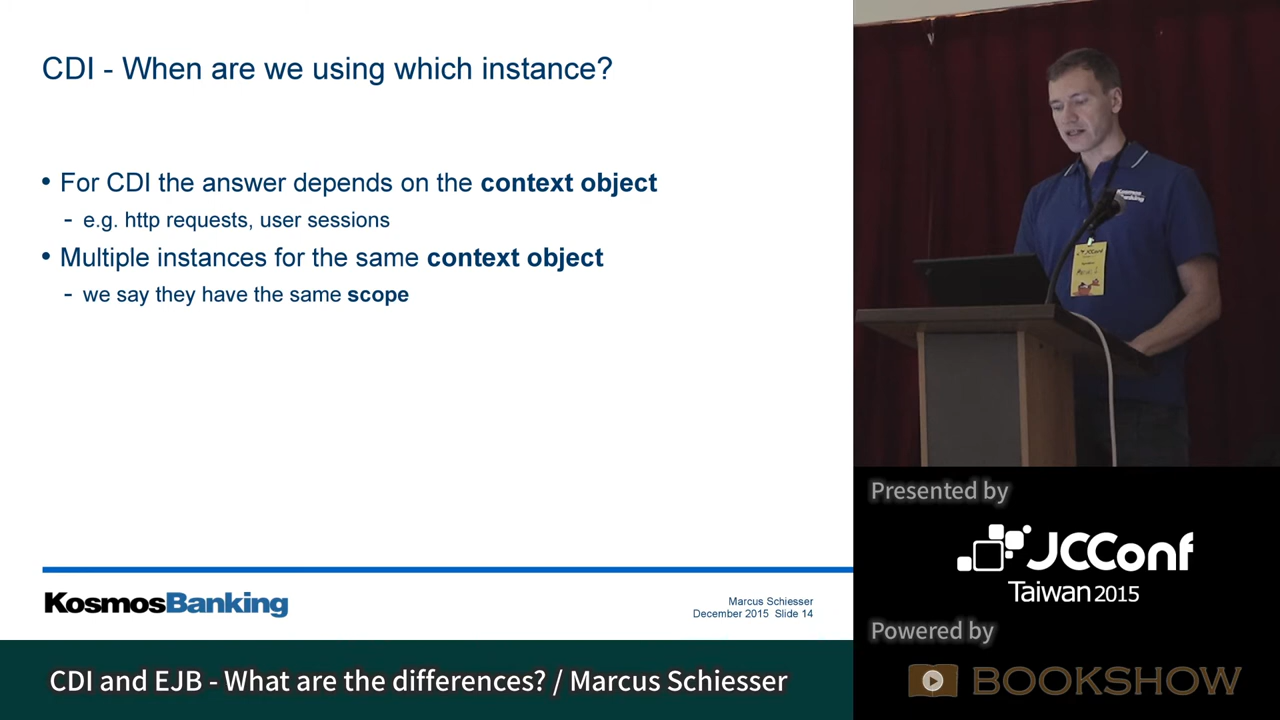 CDI - When are we using which instance?
• For CDI the answer depends on the context object
- e.g. http requests, user sessions
• Multiple instances for the same context object
- we say they have the same scope
KosmosBanking
Marcus Schiesser
December 2015 Slide 14
CDI and EJB - What are the differences? / Marcus Schiesser
Kosmos
Banking
JCConf
Presented by
JCConf
Taiwan 2015
Powered by
BOOKSHOW